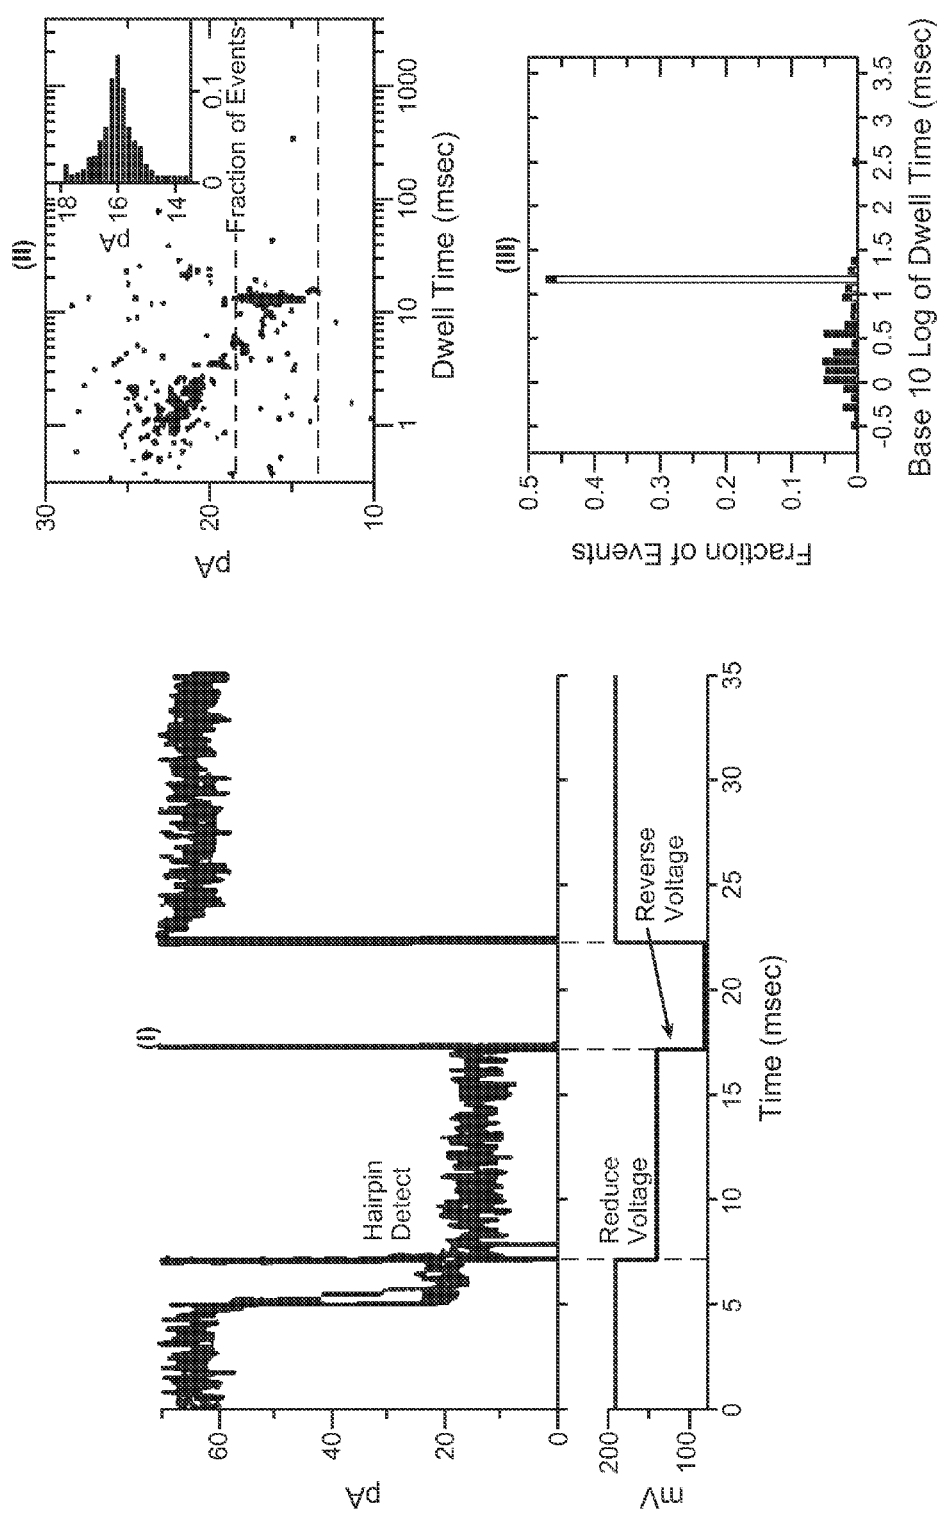 (I)
pA
60
40
20
0
Hairpin
Detect
mV
200
100
Reduce
Voltage
Reverse
Voltage
0
5
10
15
20
25
30
35
Time (msec)
(II)
pA
30
20
10
1
10
100
1000
Dwell Time (msec)
pA
18
16
14
0
0.1
Fraction of Events
(III)
Fraction of Events
0.5
0.4
0.3
0.2
0.1
0
-0.5
0
0.5
1
1.5
2
2.5
3
3.5
Base 10 Log of Dwell Time (msec)